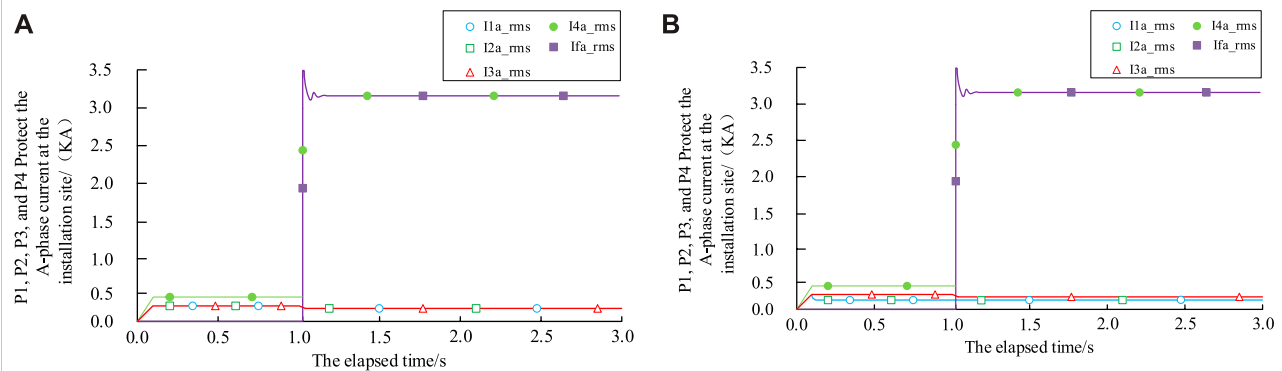 A
I1a_rms I4a_rms
I2a_rms Ifa_rms
I3a_rms
P1, P2, P3, and P4 Protect the
A-phase current at the
installation site/（KA）
3.5
3.0
2.5
2.0
1.5
1.0
0.5
0.0
0.0 0.5 1.0 1.5 2.0 2.5 3.0
The elapsed time/s
B
I1a_rms I4a_rms
I2a_rms Ifa_rms
I3a_rms
P1, P2, P3, and P4 Protect the
A-phase current at the
installation site/（KA）
3.5
3.0
2.5
2.0
1.5
1.0
0.5
0.0
0.0 0.5 1.0 1.5 2.0 2.5 3.0
The elapsed time/s